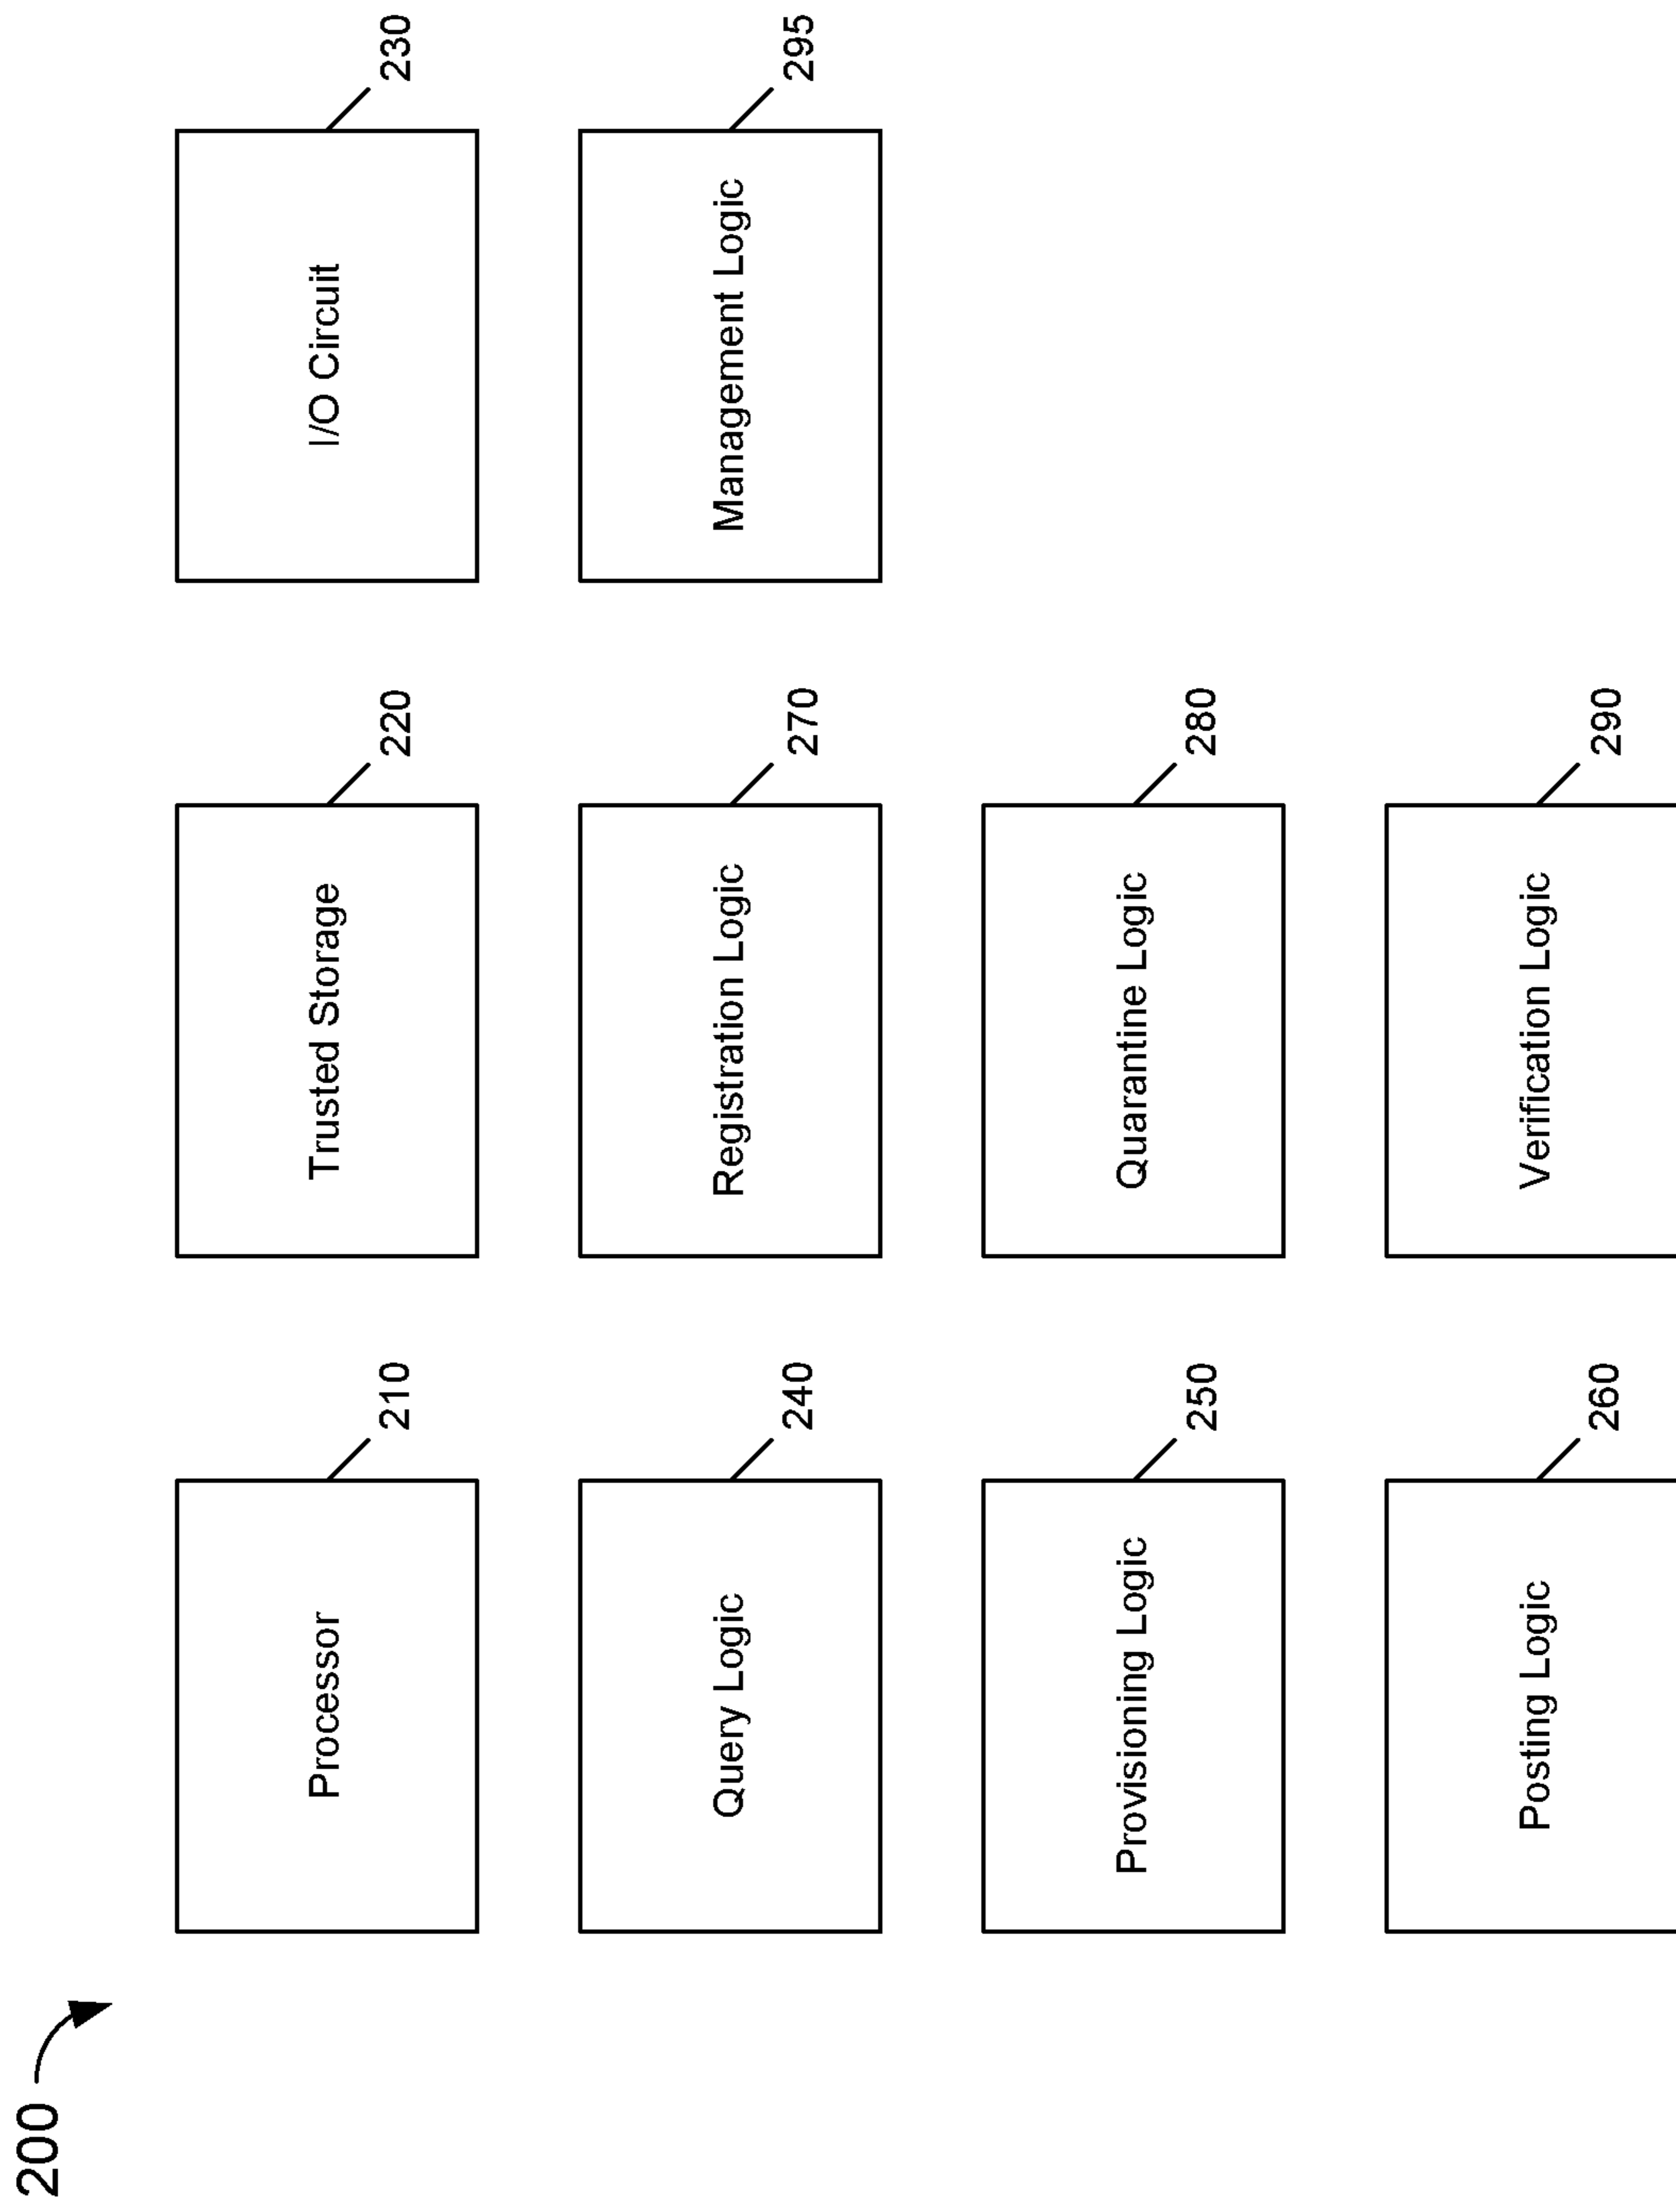 200
Processor
210
Trusted Storage
220
I/O Circuit
230
Query Logic
240
Registration Logic
270
Management Logic
295
Provisioning Logic
250
Quarantine Logic
280
Posting Logic
260
Verification Logic
290